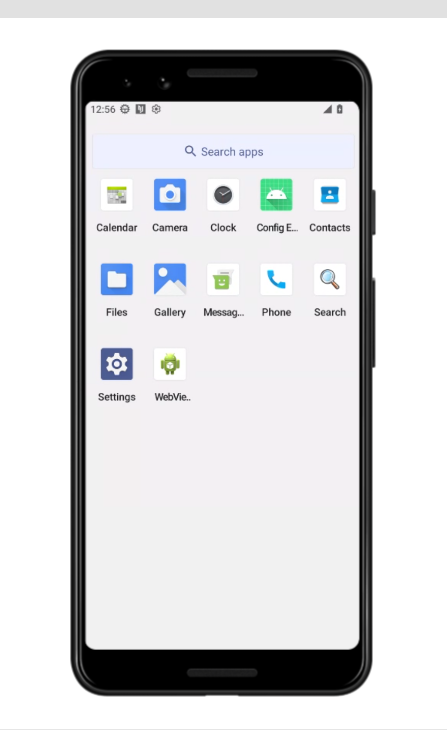 12:56
Search apps
Calendar Camera Clock Config E... Contacts
Files Gallery Messag... Phone Search
Settings WebVie..